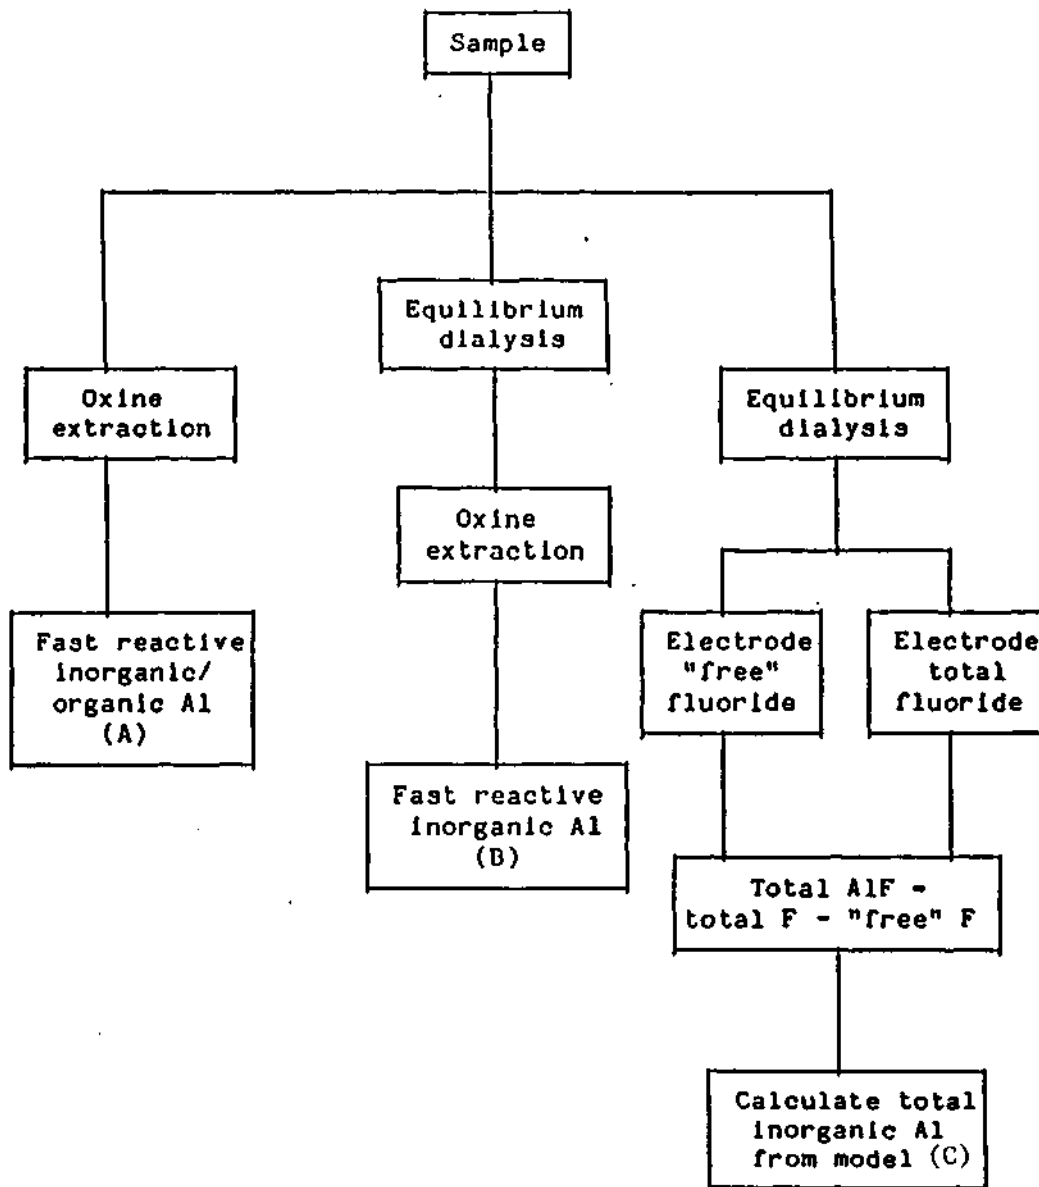 Sample
Equilibrium
dialysis
Oxine
extraction
Equilibrium
dialysis
Oxine
extraction
Fast reactive
inorganic/
organic Al
(A)
Electrode
"free"
fluoride
Electrode
total
fluoride
Fast reactive
inorganic Al
(B)
Total AlF -
total F - "free" F
Calculate total
inorganic Al
from model (C)